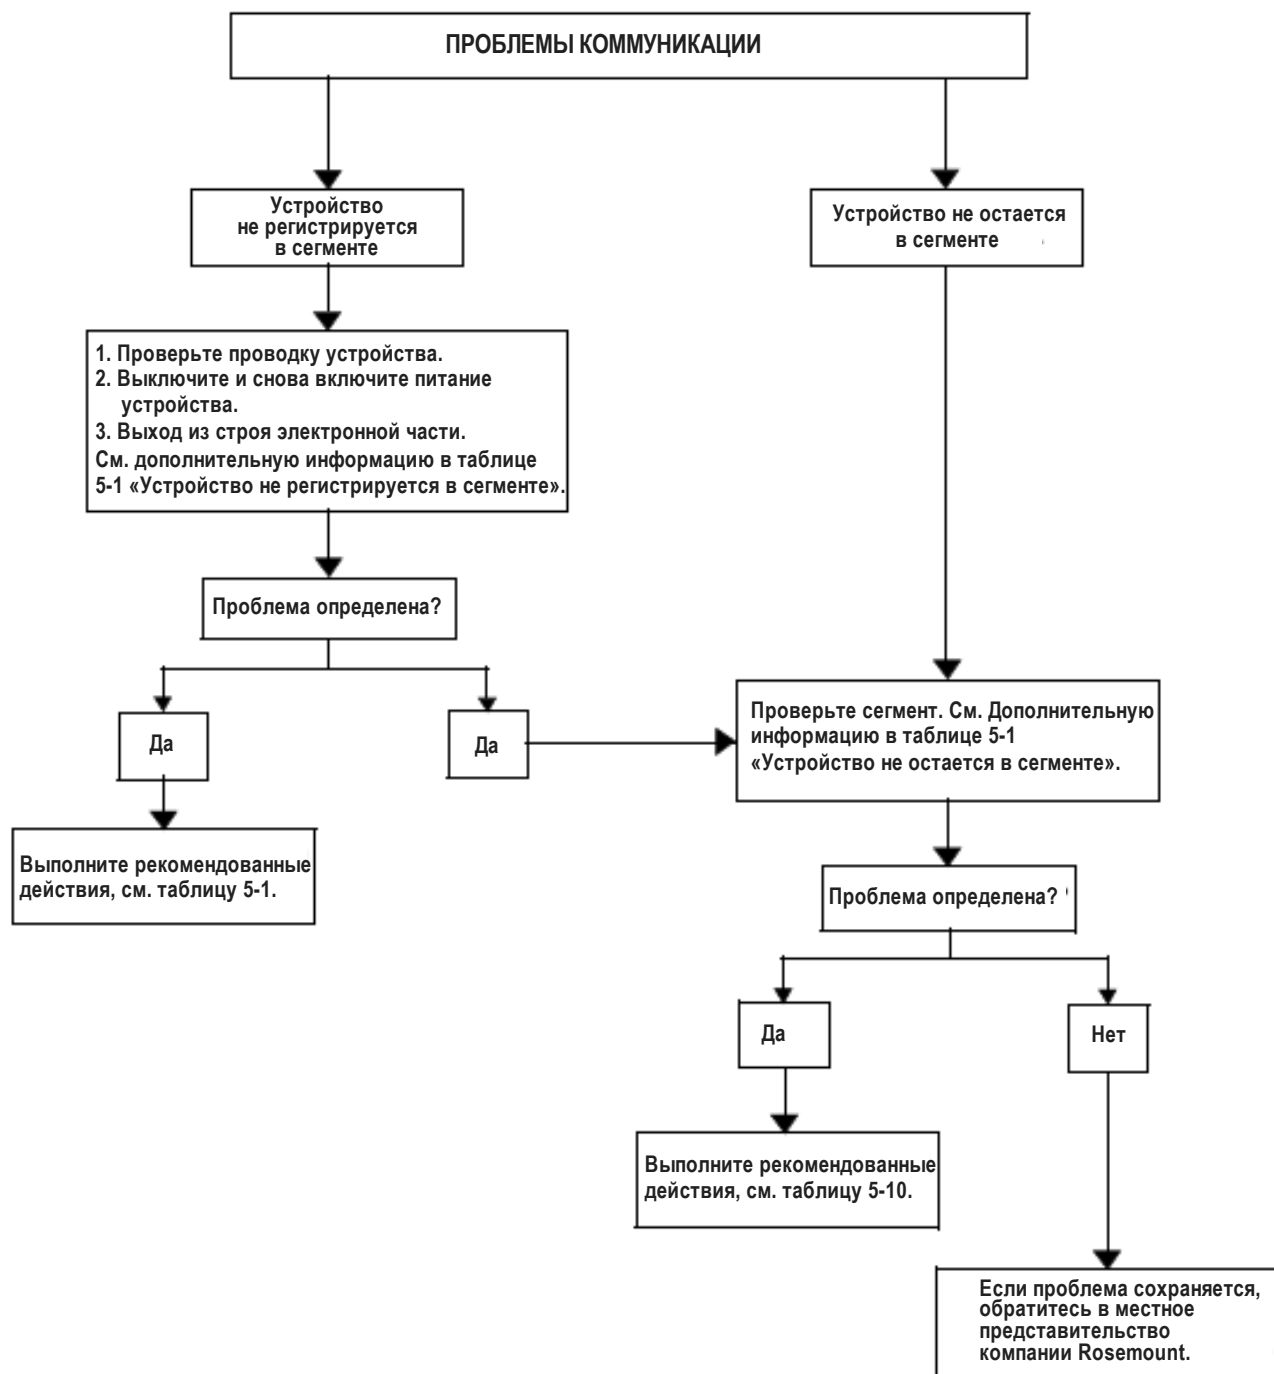 ПРОБЛЕМЫ КОММУНИКАЦИИ
Устройство
не регистрируется
в сегменте
Устройство не остается
в сегменте
1. Проверьте проводку устройства.
2. Выключите и снова включите питание
устройства.
3. Выход из строя электронной части.
См. дополнительную информацию в таблице
5-1 «Устройство не регистрируется в сегменте».
Проблема определена?
Да
Да
Проверьте сегмент. См. Дополнительную
информацию в таблице 5-1
«Устройство не остается в сегменте».
Выполните рекомендованные
действия, см. таблицу 5-1.
Проблема определена?
Да
Нет
Выполните рекомендованные
действия, см. таблицу 5-10.
Если проблема сохраняется,
обратитесь в местное
представительство
компании Rosemount.